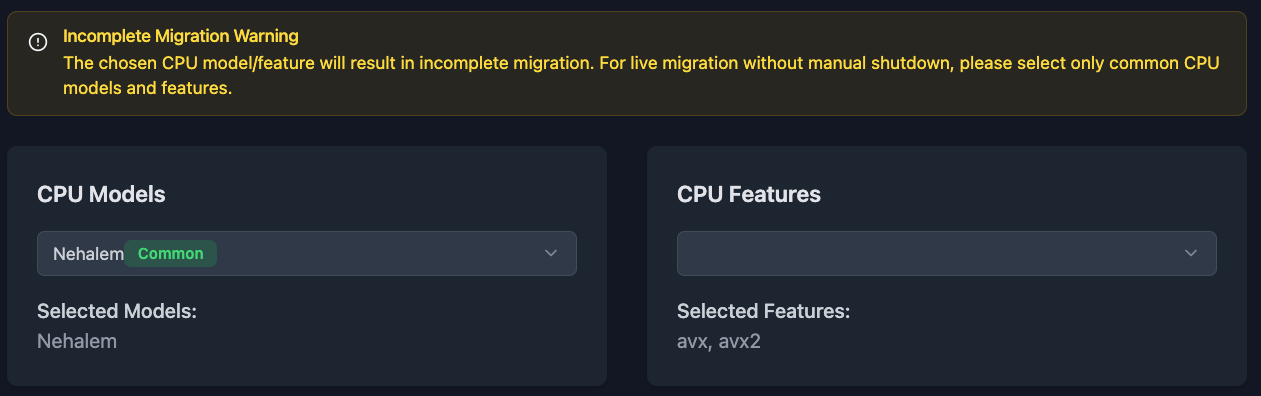 Incomplete Migration Warning
The chosen CPU model/feature will result in incomplete migration. For live migration without manual shutdown, please select only common CPU
models and features.
CPU Models
Nehalem Common
Selected Models:
Nehalem
CPU Features
Selected Features:
avx, avx2